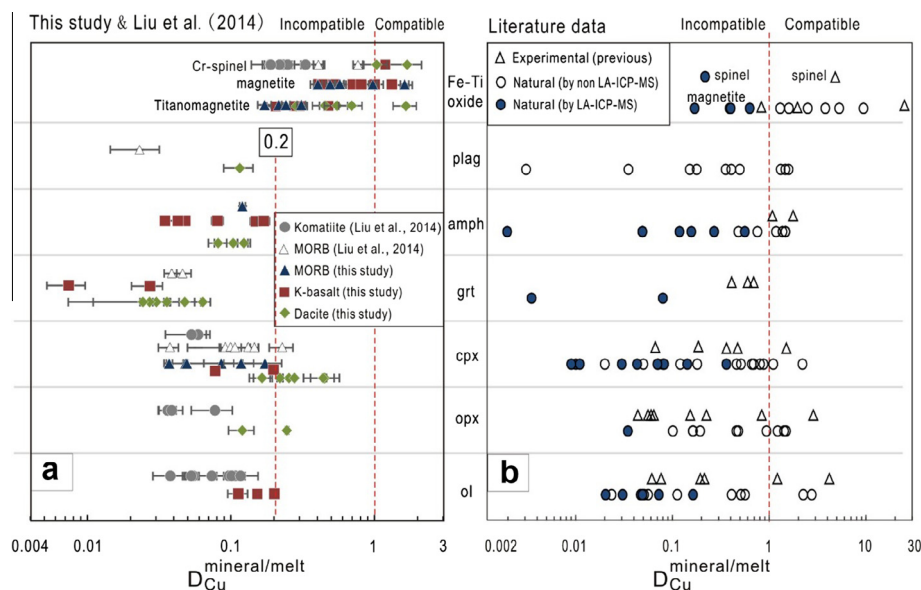 This study & Liu et al. (2014)
Incompatible
Compatible
Cr-spinel
magnetite
Titanomagnetite
0.2
Komatiite (Liu et al., 2014)
MORB (Liu et al., 2014)
MORB (this study)
K-basalt (this study)
Dacite (this study)
a
0.004
0.01
0.1
1
3
D Cu mineral/melt
Fe-Ti
oxide
plag
amph
grt
cpx
opx
ol
Literature data
Incompatible
Compatible
Experimental (previous)
Natural (by non LA-ICP-MS)
Natural (by LA-ICP-MS)
spinel
magnetite
spinel
b
0.002
0.01
0.1
1
10
30
D Cu mineral/melt